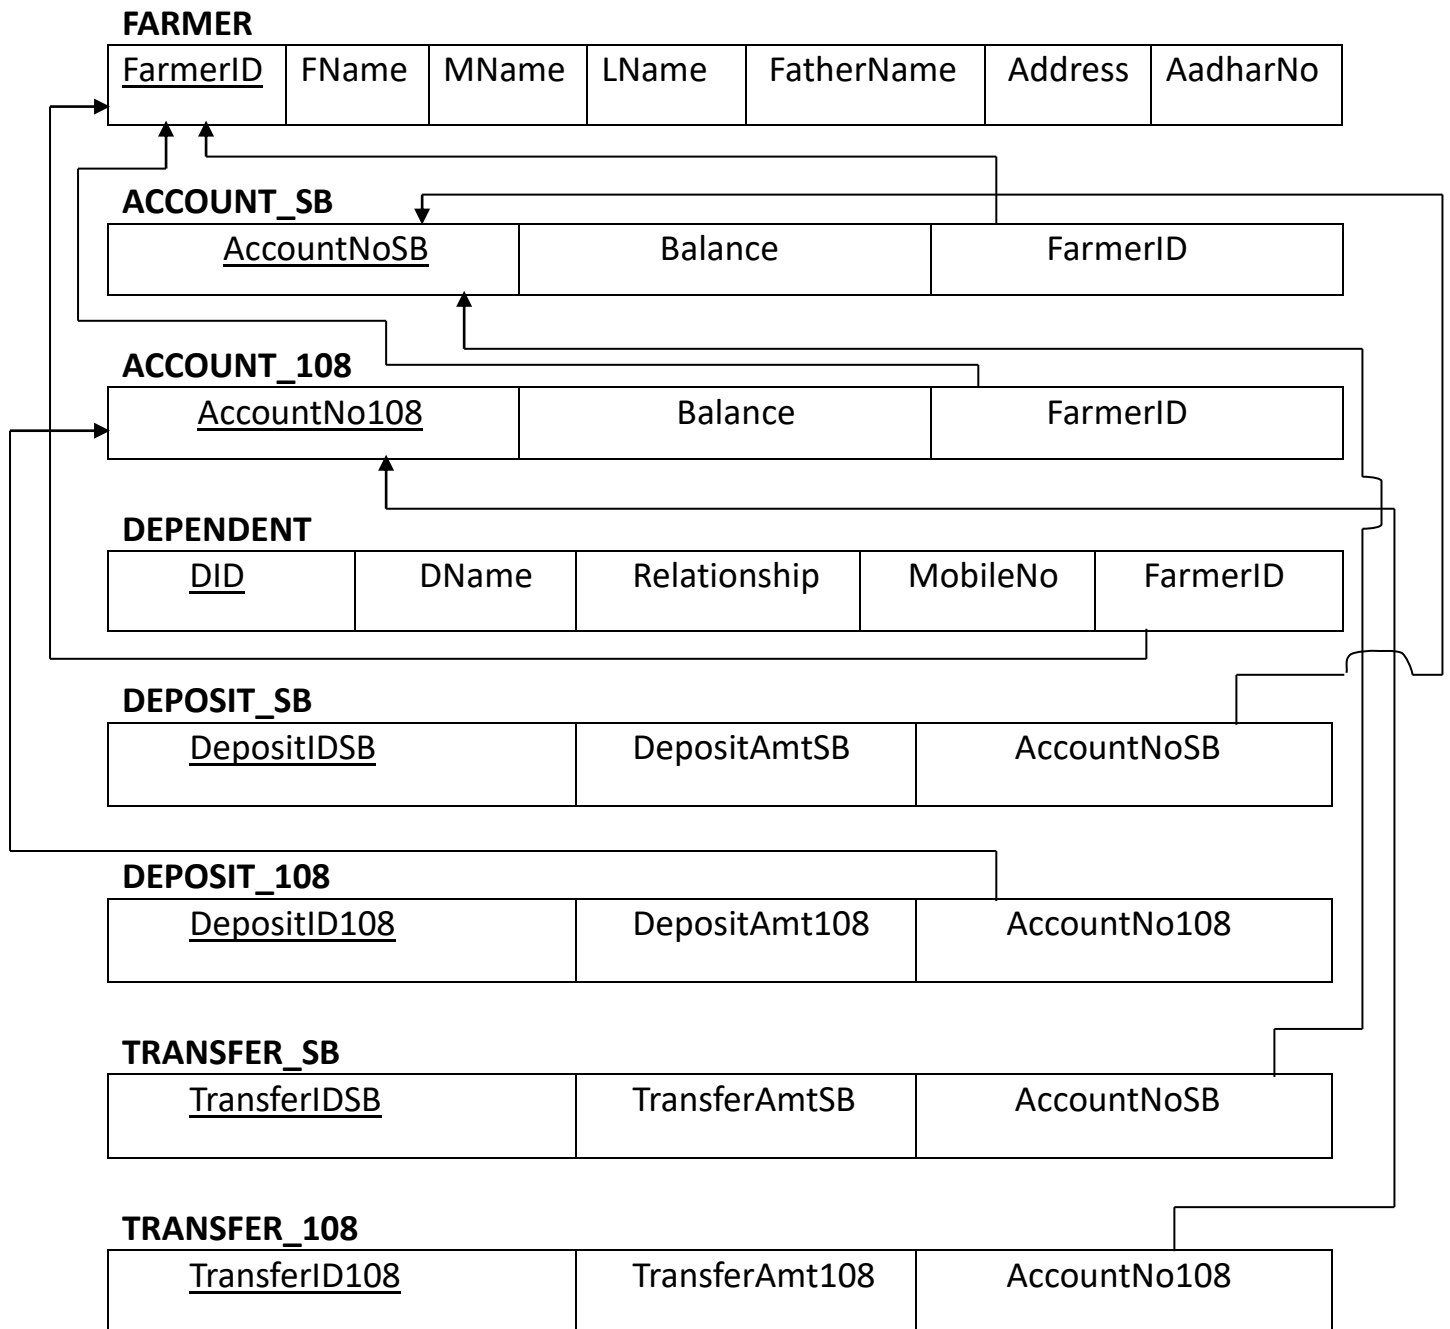 FARMER
FarmerID FName MName LName FatherName Address AadharNo
ACCOUNT_SB
AccountNoSB Balance FarmerID
ACCOUNT_108
AccountNo108 Balance FarmerID
DEPENDENT
DID DName Relationship MobileNo FarmerID
DEPOSIT_SB
DepositIDSB DepositAmtSB AccountNoSB
DEPOSIT_108
DepositID108 DepositAmt108 AccountNo108
TRANSFER_SB
TransferIDSB TransferAmtSB AccountNoSB
TRANSFER_108
TransferID108 TransferAmt108 AccountNo108